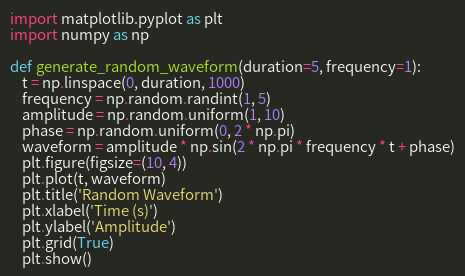 import matplotlib.pyplot as plt
import numpy as np

def generate_random_waveform(duration=5, frequency=1):
    t = np.linspace(0, duration, 1000)
    frequency = np.random.randint(1, 5)
    amplitude = np.random.uniform(1, 10)
    phase = np.random.uniform(0, 2 * np.pi)
    waveform = amplitude * np.sin(2 * np.pi * frequency * t + phase)
    plt.figure(figsize=(10, 4))
    plt.plot(t, waveform)
    plt.title('Random Waveform')
    plt.xlabel('Time (s)')
    plt.ylabel('Amplitude')
    plt.grid(True)
    plt.show()